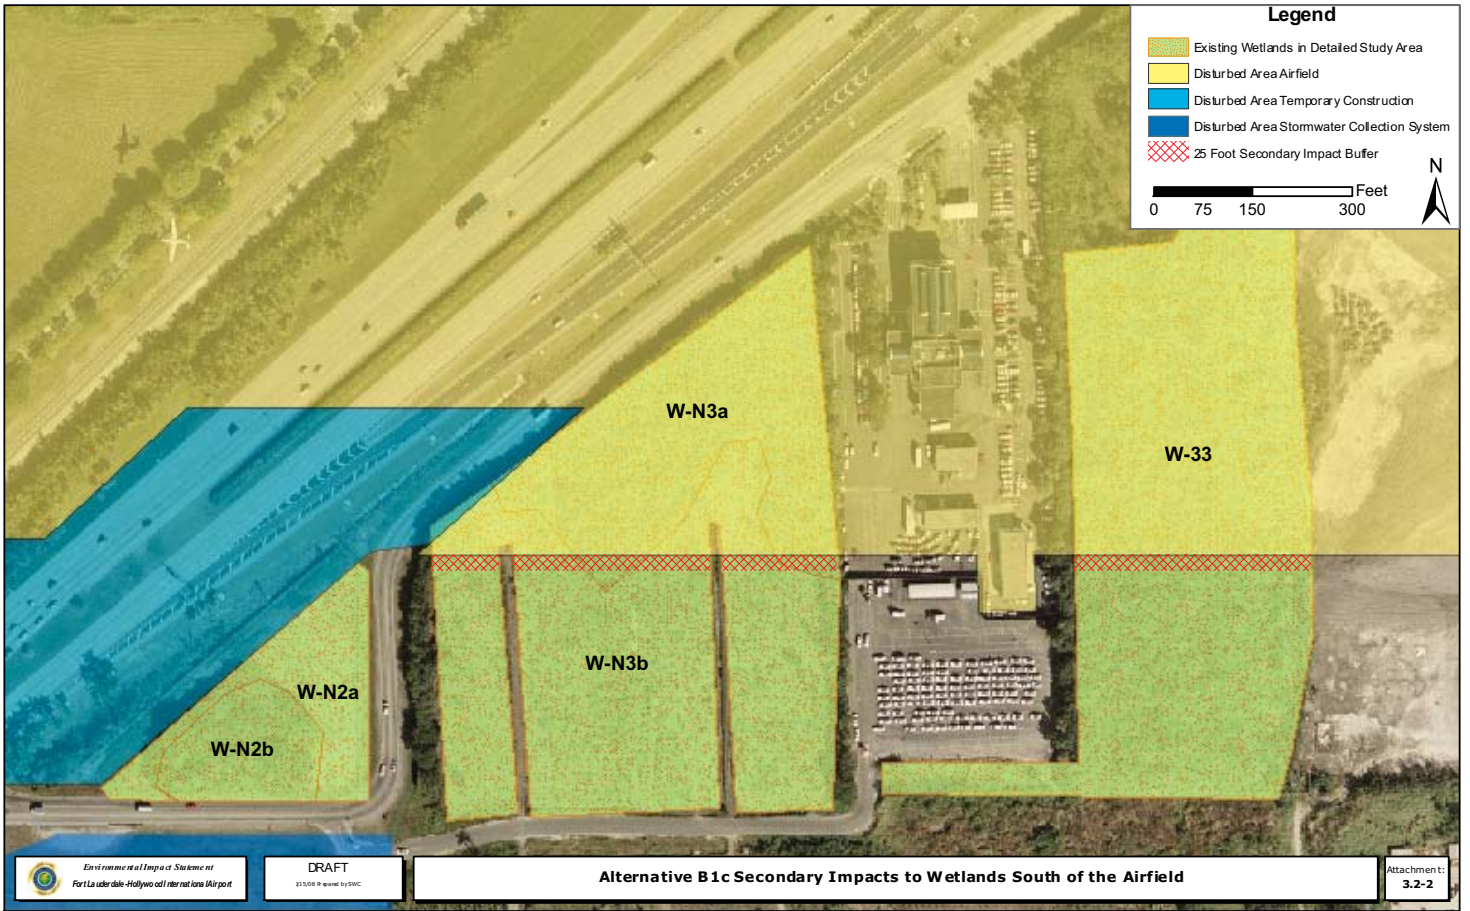 Legend
Existing Wetlands in Detailed Study Area
Disturbed Area Airfield
Disturbed Area Temporary Construction
Disturbed Area Stormwater Collection System
25 Foot Secondary Impact Buffer
N
Feet
0 75 150 300
W-N3a
W-33
W-N3b
W-N2a
W-N2b
Environmental Impact Statement
Fort Lauderdale-Hollywood International Airport
DRAFT
Prepared by SWC
Alternative B1c Secondary Impacts to Wetlands South of the Airfield
Attachment:
3.2-2